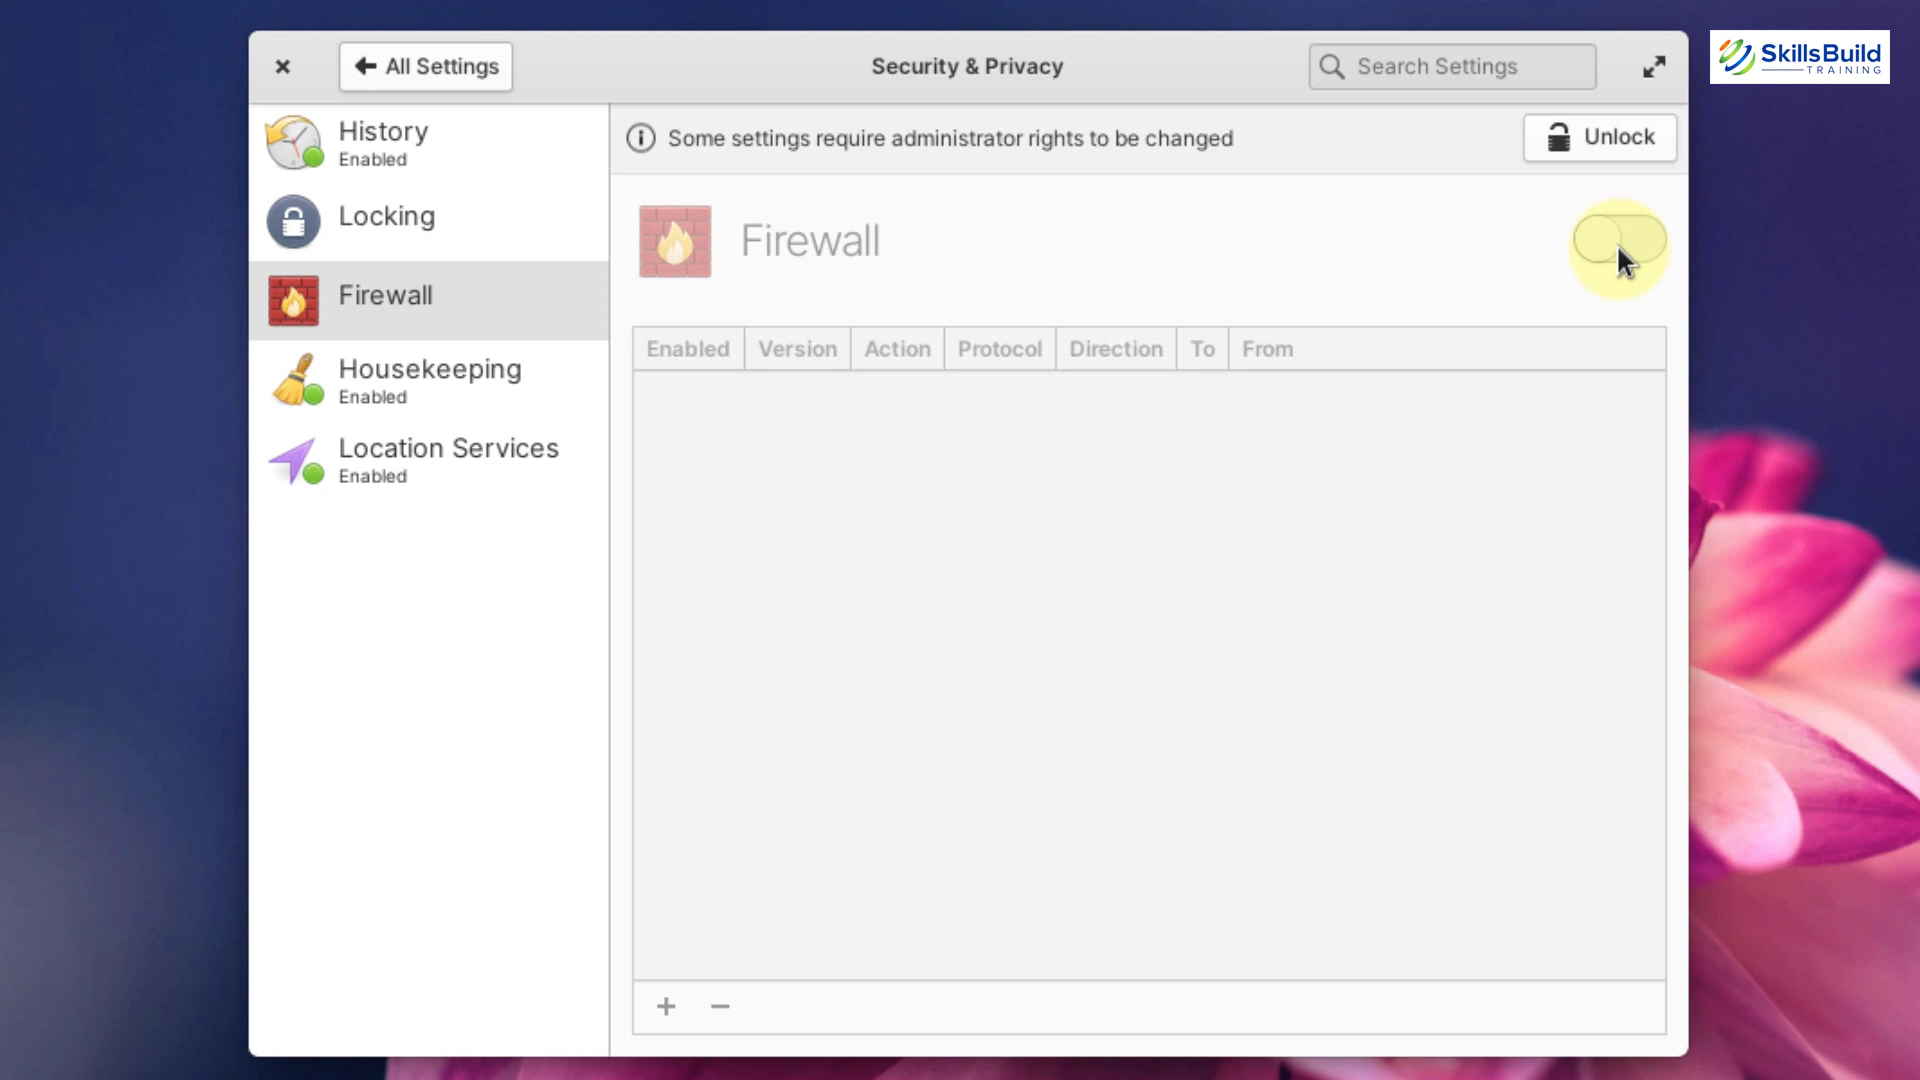 All Settings
Security & Privacy
Search Settings
SkillsBuild
TRAINING
History
Enabled
Locking
Firewall
Housekeeping
Enabled
Location Services
Enabled
Some settings require administrator rights to be changed
Unlock
Firewall
Enabled Version Action Protocol Direction To From